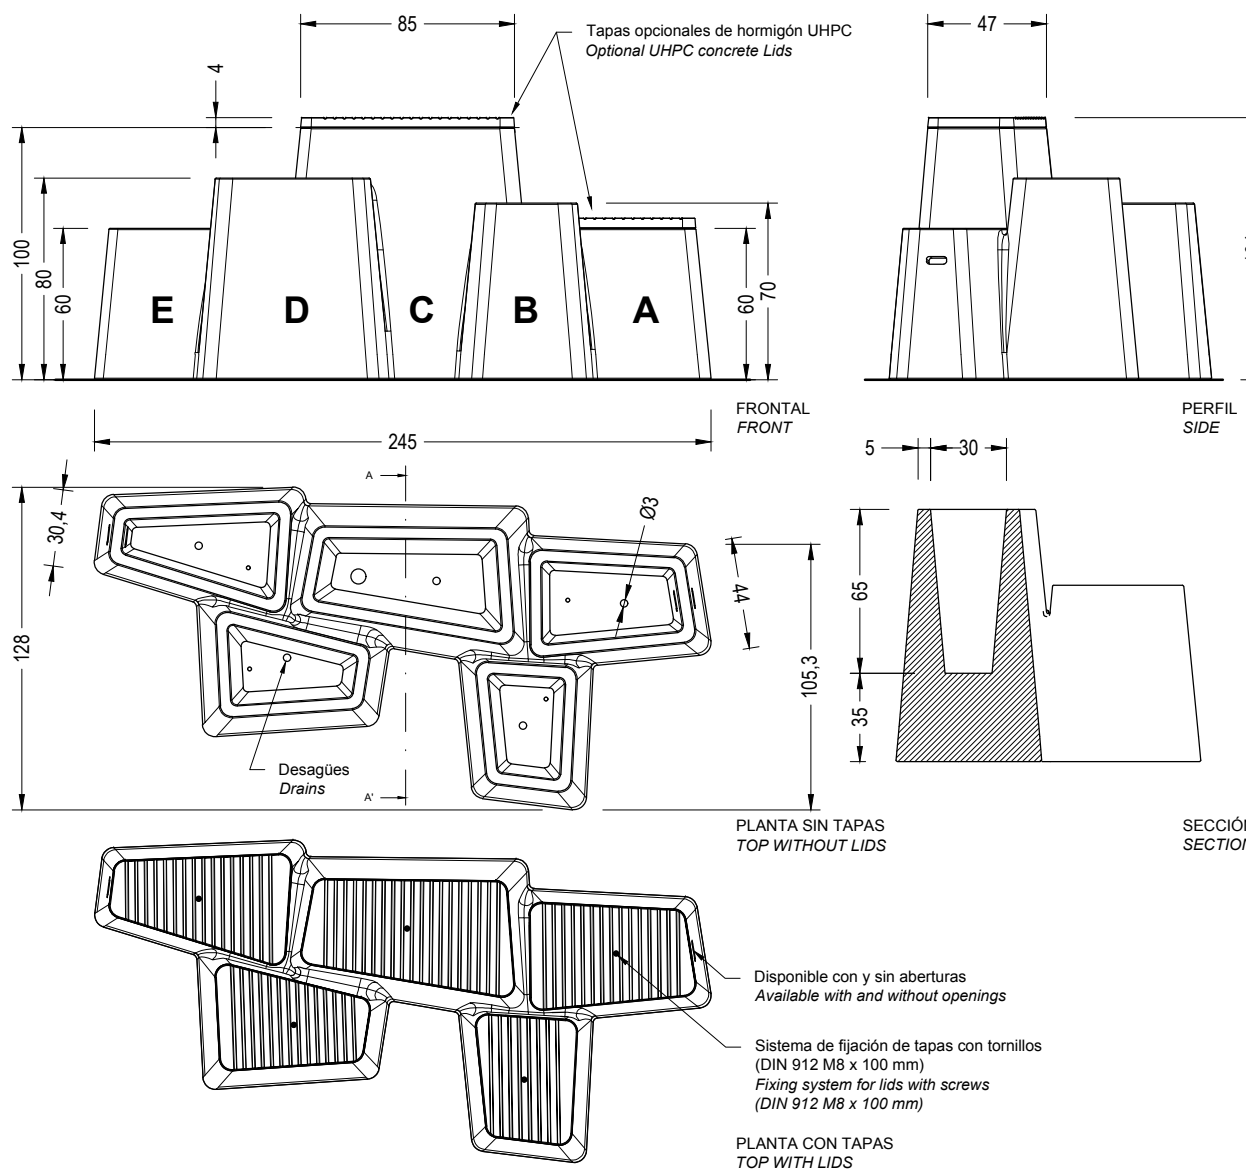 85
47
Tapas opcionales de hormigón UHPC
Optional UHPC concrete Lids
4
100
80
60
E
D
C
B
A
60
70
FRONTAL
FRONT
PERFIL
SIDE
245
5
30
A
30,4
Ø3
44
128
105,3
65
35
Desagües
Drains
A'
PLANTA SIN TAPAS
TOP WITHOUT LIDS
SECCIÓN
SECTION
Disponible con y sin aberturas
Available with and without openings
Sistema de fijación de tapas con tornillos
(DIN 912 M8 x 100 mm)
Fixing system for lids with screws
(DIN 912 M8 x 100 mm)
PLANTA CON TAPAS
TOP WITH LIDS